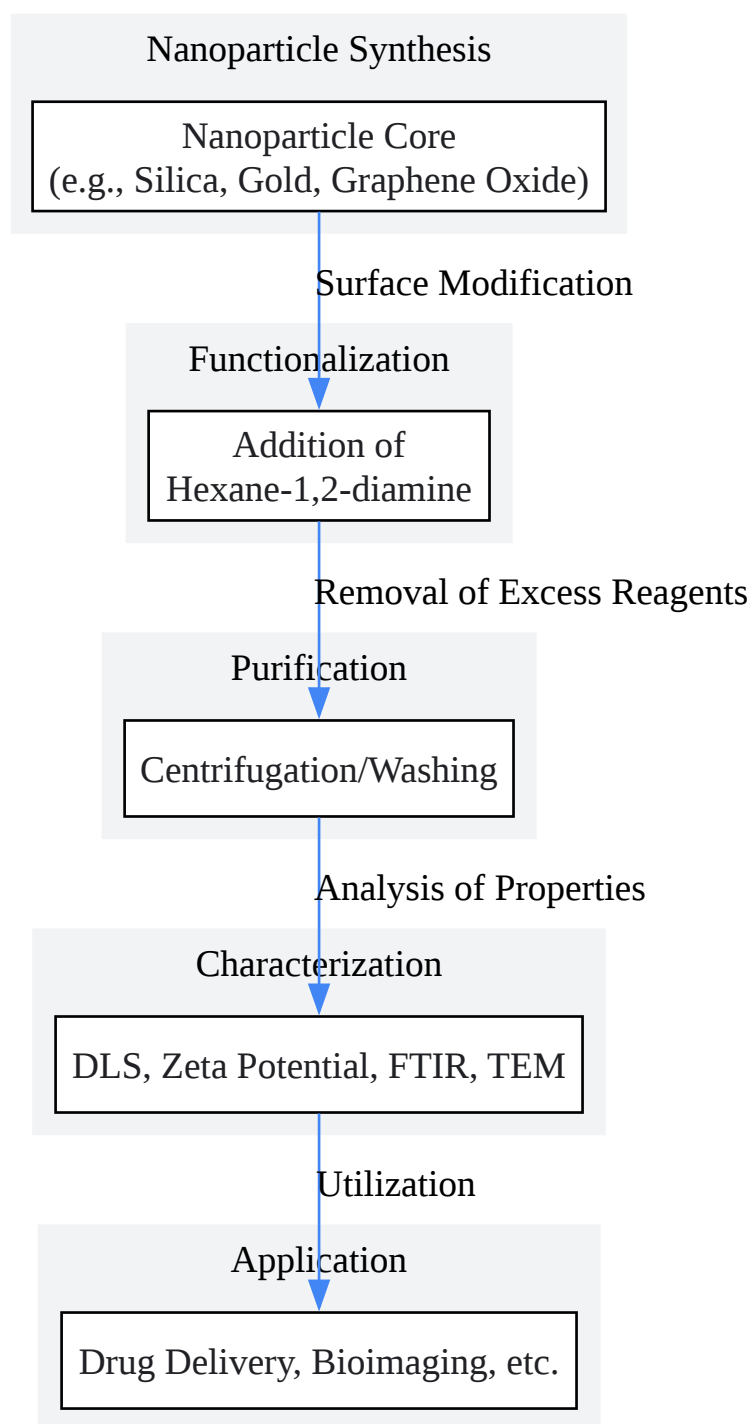 Nanoparticle Synthesis
Nanoparticle Core
(e.g., Silica, Gold, Graphene Oxide)
Surface Modification
Functionalization
Addition of
Hexane-1,2-diamine
Removal of Excess Reagents
Purification
Centrifugation/Washing
Analysis of Properties
Characterization
DLS, Zeta Potential, FTIR, TEM
Utilization
Application
Drug Delivery, Bioimaging, etc.